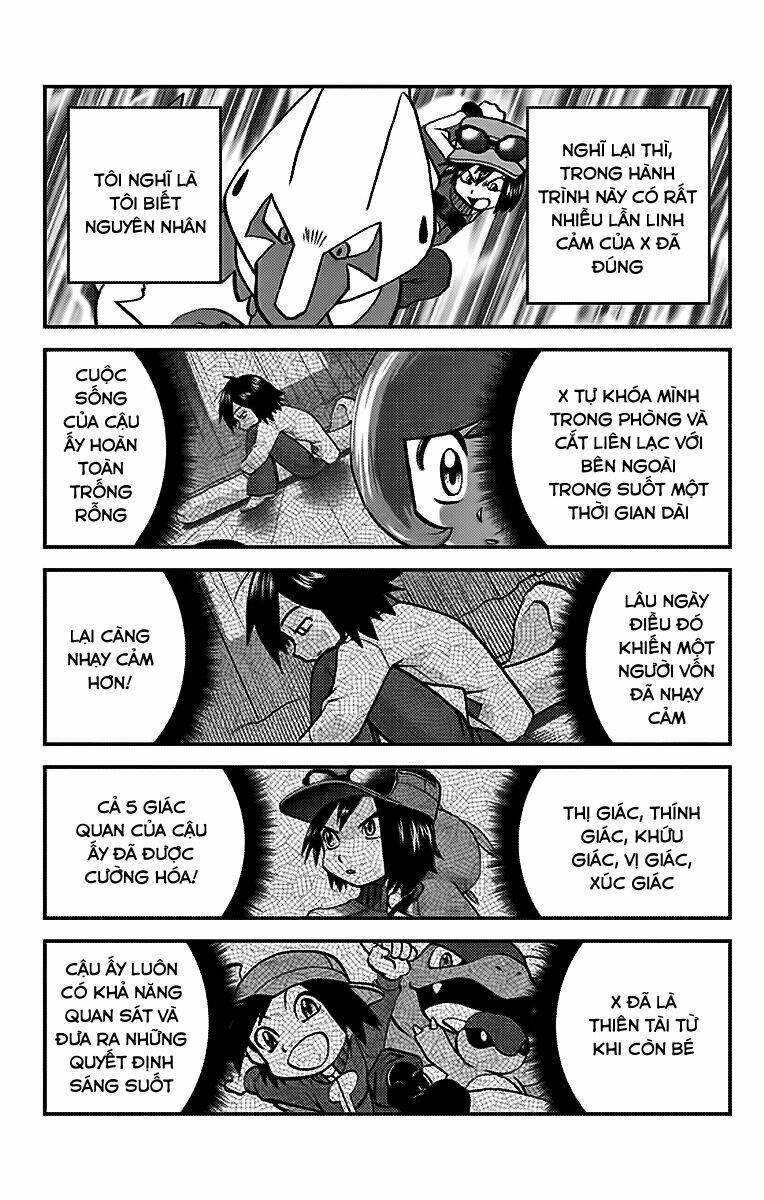 NGHĨ LẠI THÌ,
TRONG HÀNH
TRÌNH NÀY CÓ RẤT
NHIỀU LẦN LINH
CẢM CỦA X ĐÃ
ĐÚNG
TÔI NGHĨ LÀ
TÔI BIẾT
NGUYÊN NHÂN
X TỰ KHÓA MÌNH
TRONG PHÒNG VÀ
CẮT LIÊN LẠC VỚI
BÊN NGOÀI
TRONG SUỐT MỘT
THỜI GIAN DÀI
CUỘC
SỐNG
CỦA CẬU
ẤY HOÀN
TOÀN
TRỐNG
RỖNG
LÂU NGÀY
ĐIỀU ĐÓ
KHIẾN MỘT
NGƯỜI VỐN
ĐÃ NHẠY
CẢM
LẠI CÀNG
NHẠY CẢM
HƠN!
THỊ GIÁC, THÍNH
GIÁC, KHỨU
GIÁC, VỊ GIÁC,
XÚC GIÁC
CẢ 5 GIÁC
QUAN CỦA CẬU
ẤY ĐÃ ĐƯỢC
CƯỜNG HÓA!
X ĐÃ LÀ
THIÊN TÀI TỪ
KHI CÒN BÉ
CẬU ẤY LUÔN
CÓ KHẢ NĂNG
QUAN SÁT VÀ
ĐƯA RA NHỮNG
QUYẾT ĐỊNH
SÁNG SUỐT